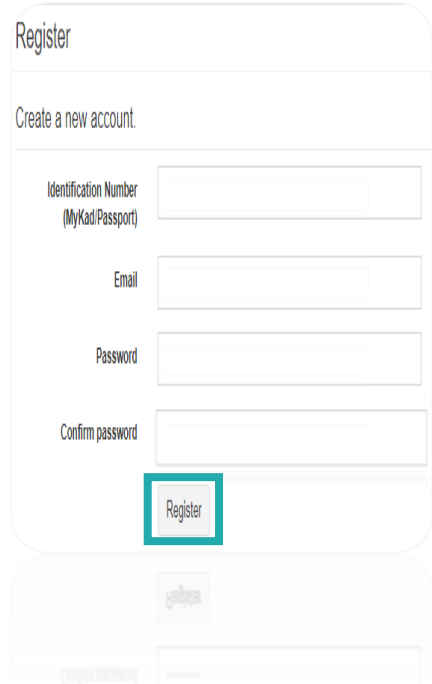 Register
Create a new account.
Identification Number
(MyKad/Passport)
Email
Password
Confirm password
Register